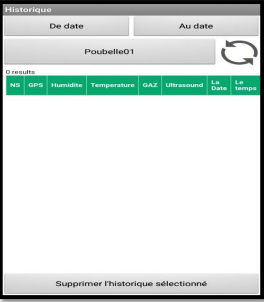 Historique
De date Au date
Poubelle01
0 results
NS GPS Humidite Temperature GAZ Ultrasound La Date Le temps
Supprimer l'historique sélectionné